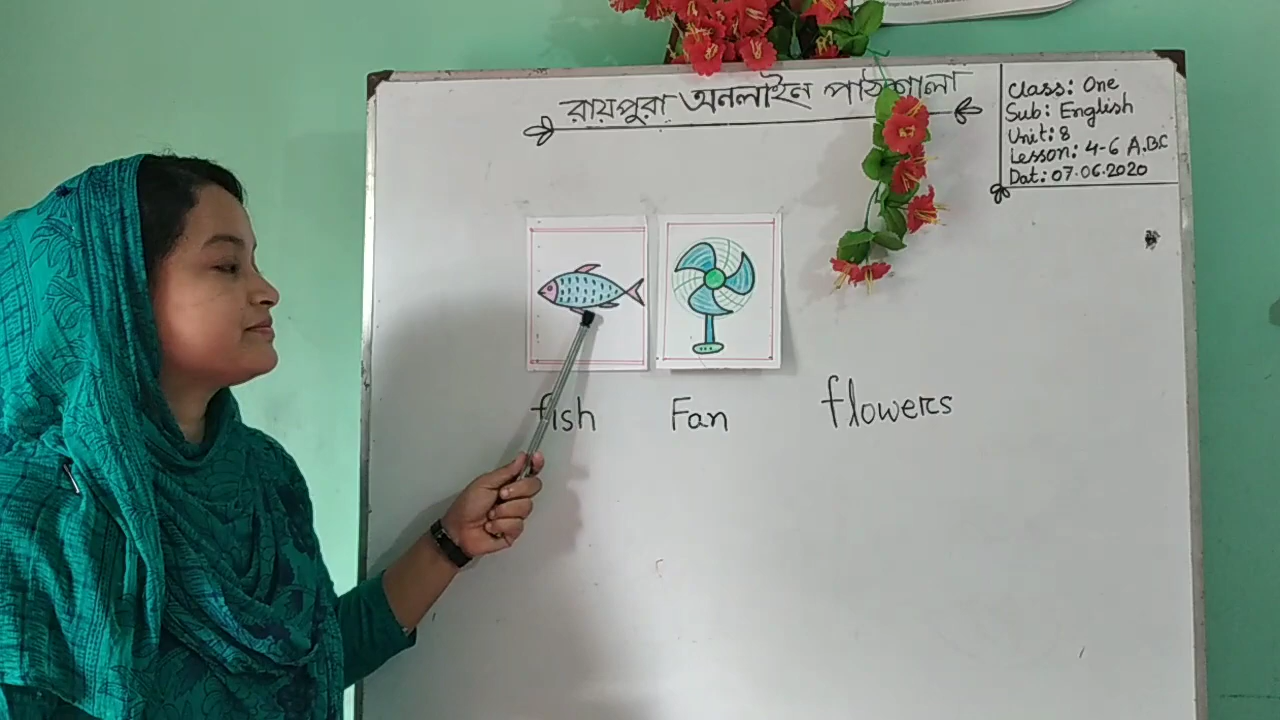 রায়পুরা অনলাইন পাঠশালা
Class: One
Sub: English
Unit: 8
Lesson: 4-6 A.B.C
Dat: 07.06.2020
fish Fan flowers